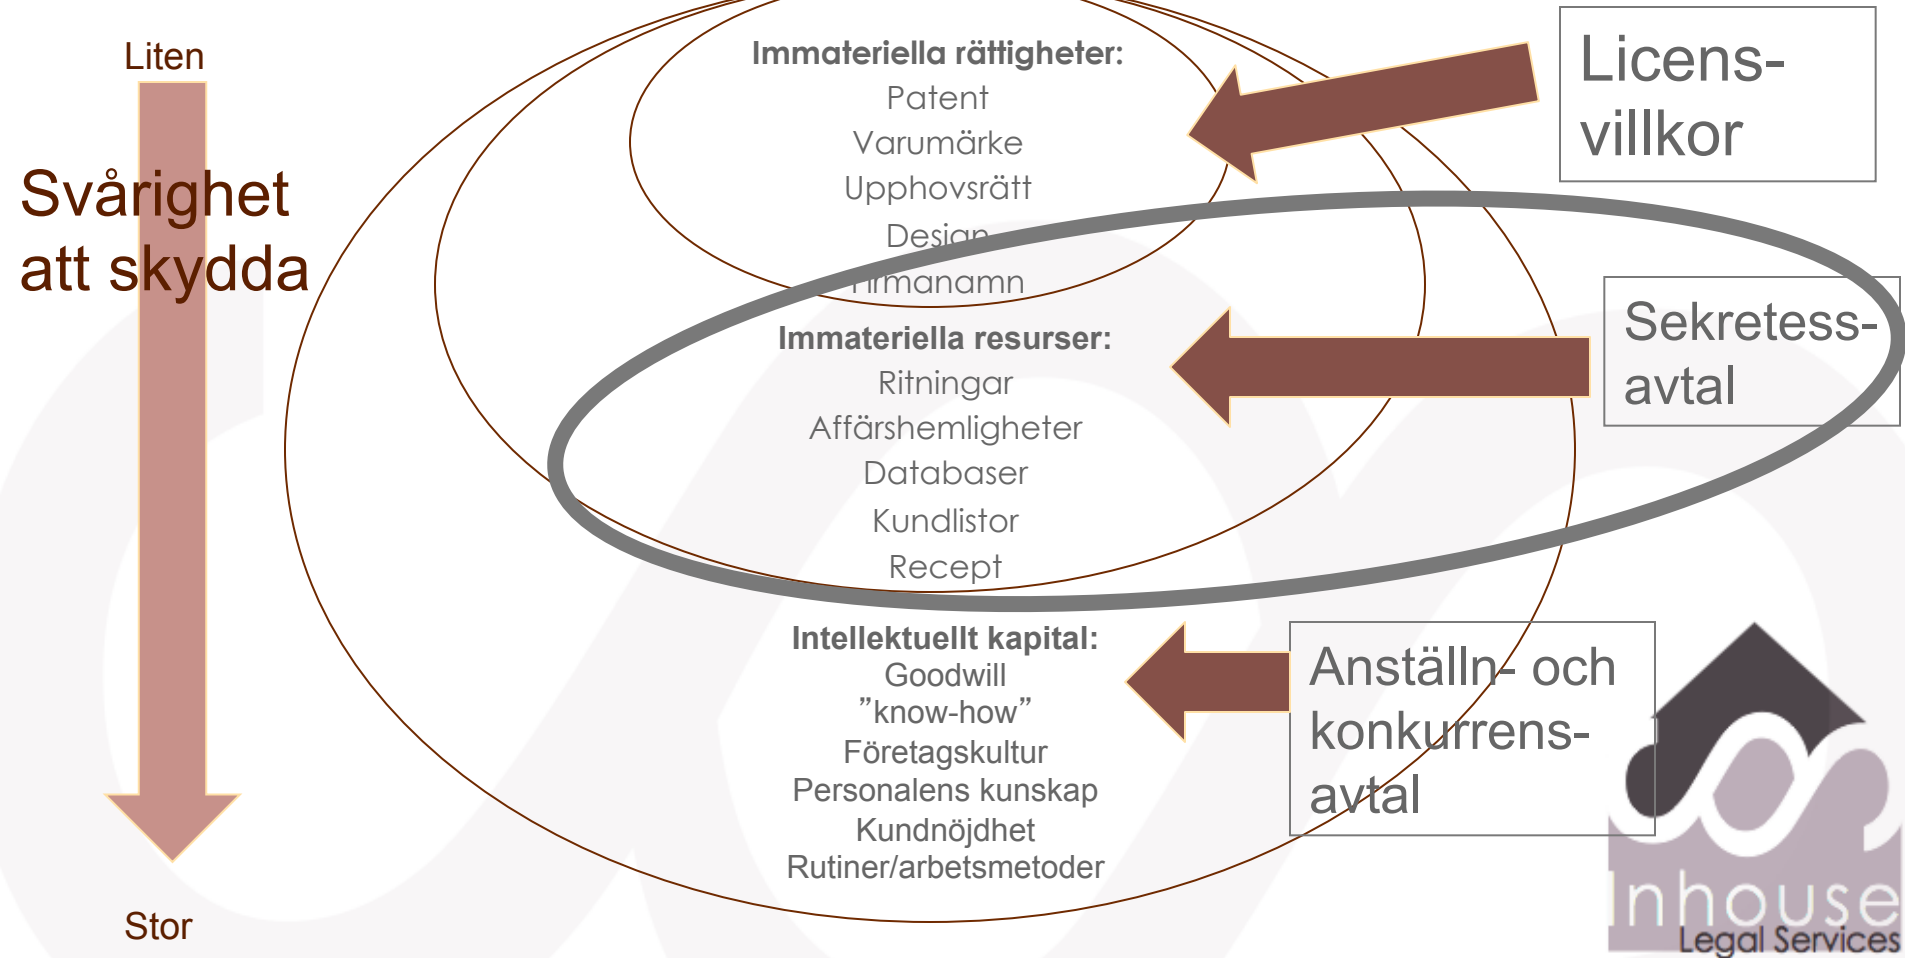 Liten
Svårighet
att skydda
Stor
Immateriella rättigheter:
Patent
Varumärke
Upphovsrätt
Design
Firmanamn
Immateriella resurser:
Ritningar
Affärshemligheter
Databaser
Kundlistor
Recept
Intellektuellt kapital:
Goodwill
”know-how”
Företagskultur
Personalens kunskap
Kundnöjdhet
Rutiner/arbetsmetoder
Licens-
villkor
Sekretess-
avtal
Anställn- och
konkurrens-
avtal
Inhouse
Legal Services